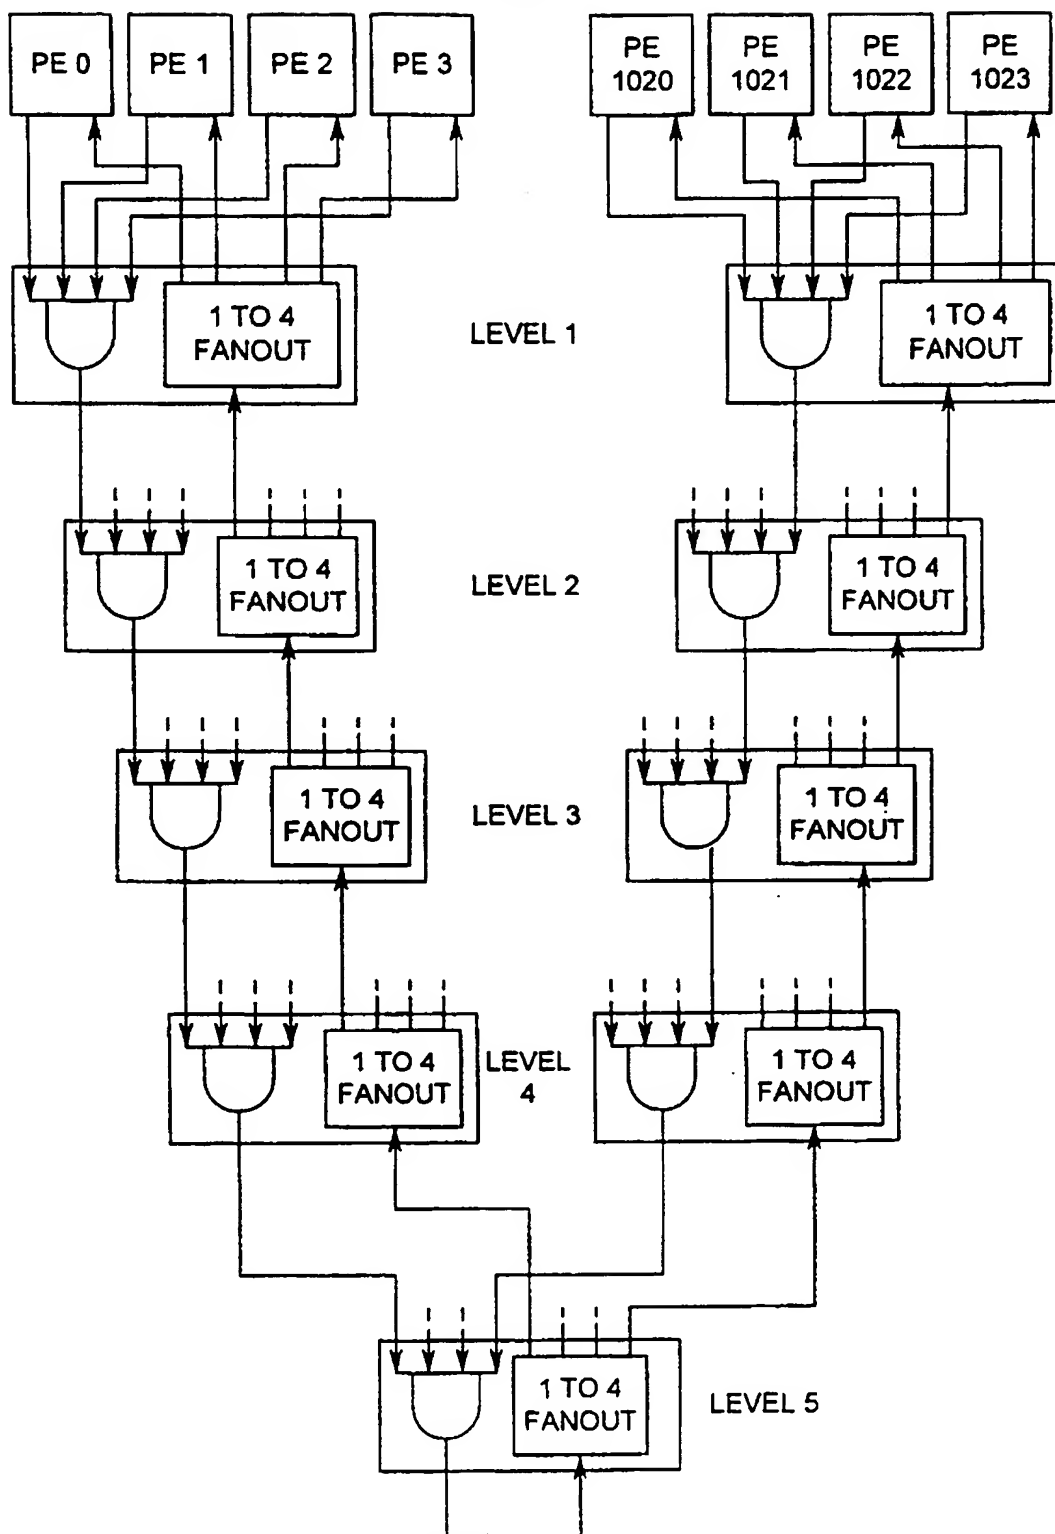 PE 0
PE 1
PE 2
PE 3
PE
1020
PE
1021
PE
1022
PE
1023
1 TO 4
FANOUT
LEVEL 1
1 TO 4
FANOUT
1 TO 4
FANOUT
LEVEL 2
1 TO 4
FANOUT
1 TO 4
FANOUT
LEVEL 3
1 TO 4
FANOUT
1 TO 4
FANOUT
LEVEL
4
1 TO 4
FANOUT
1 TO 4
FANOUT
LEVEL 5